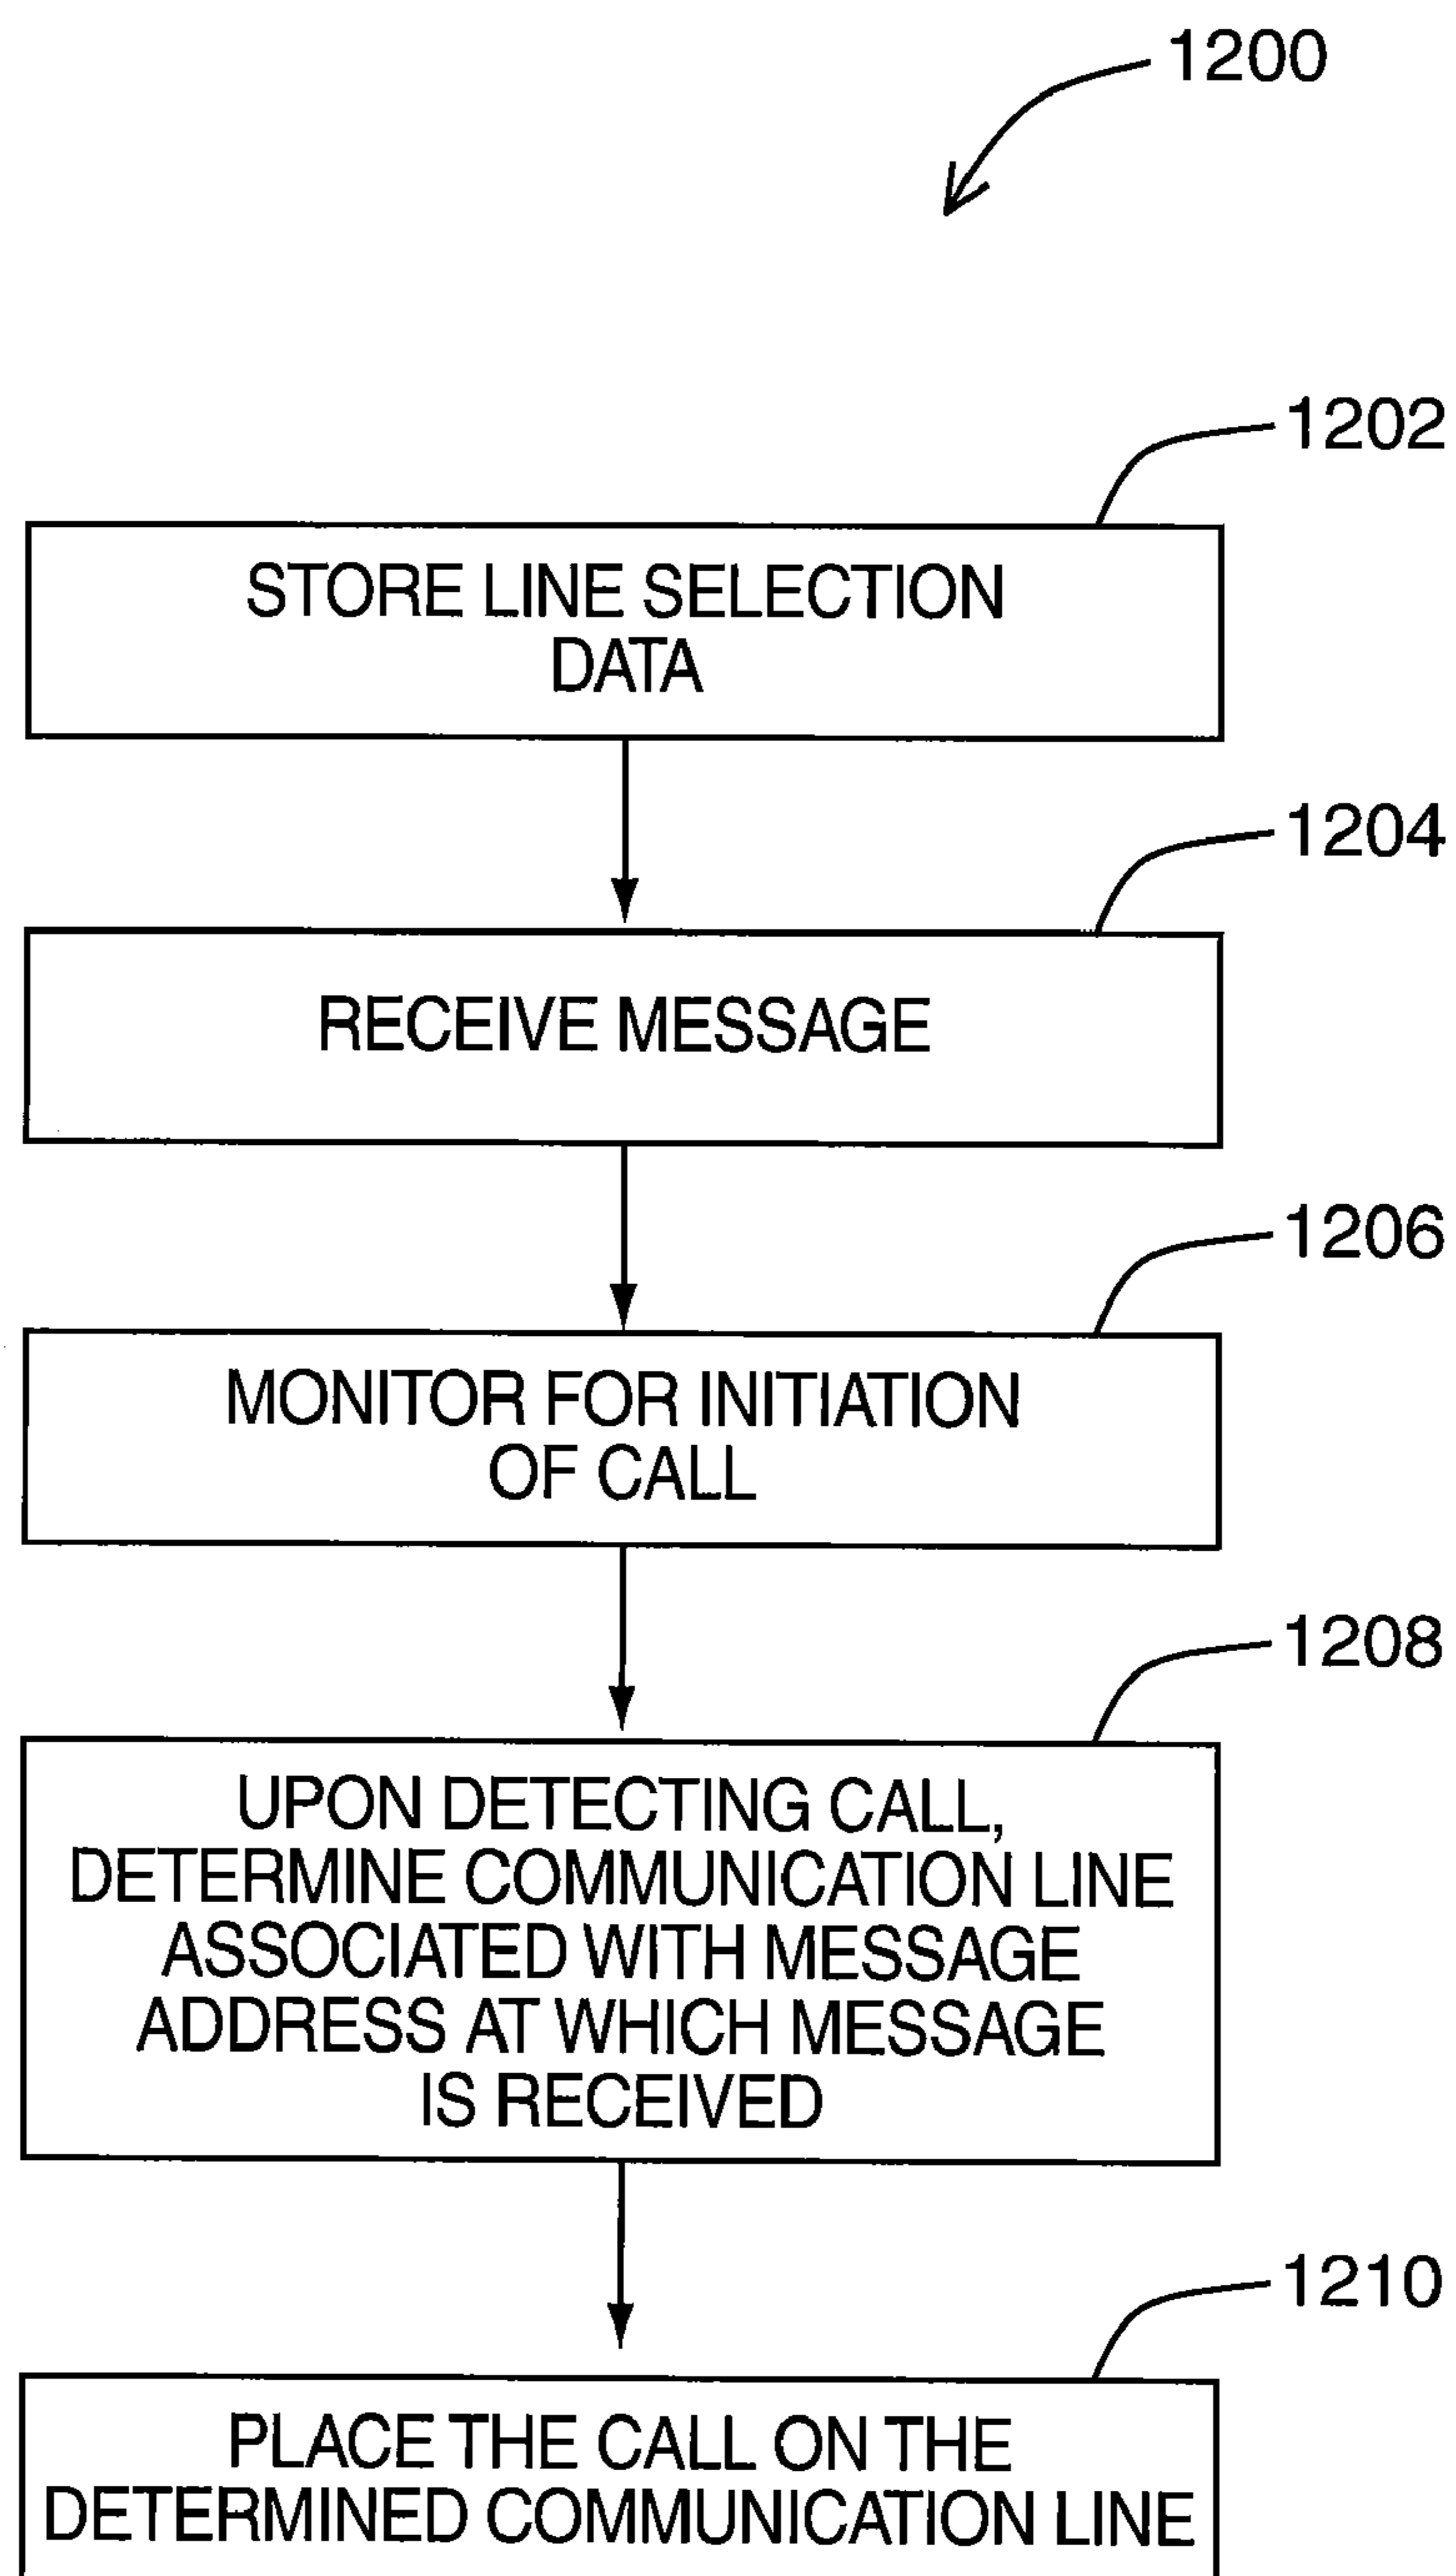 1200
1202
STORE LINE SELECTION
DATA
1204
RECEIVE MESSAGE
1206
MONITOR FOR INITIATION
OF CALL
1208
UPON DETECTING CALL,
DETERMINE COMMUNICATION LINE
ASSOCIATED WITH MESSAGE
ADDRESS AT WHICH MESSAGE
IS RECEIVED
1210
PLACE THE CALL ON THE
DETERMINED COMMUNICATION LINE